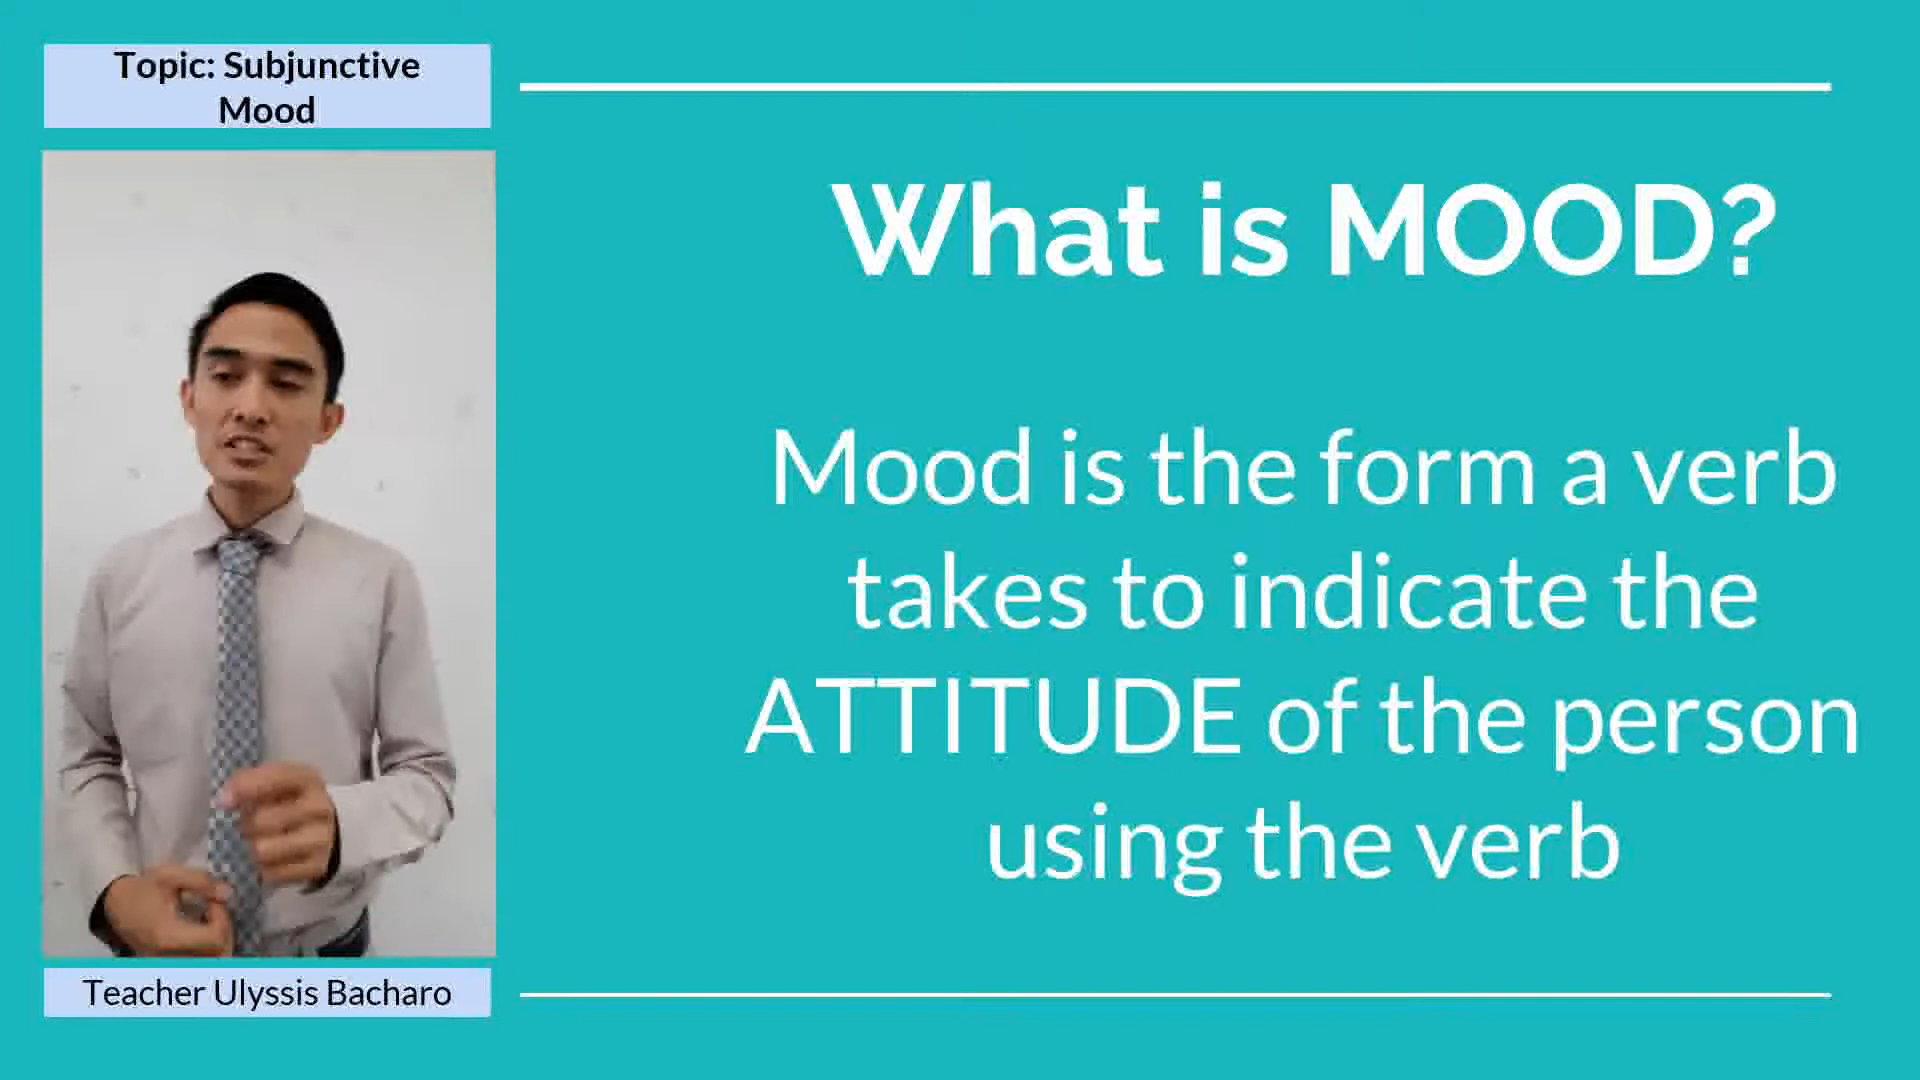 Topic: Subjunctive
Mood
What is MOOD?
Mood is the form a verb
takes to indicate the
ATTITUDE of the person
using the verb
Teacher Ulyssis Bacharo